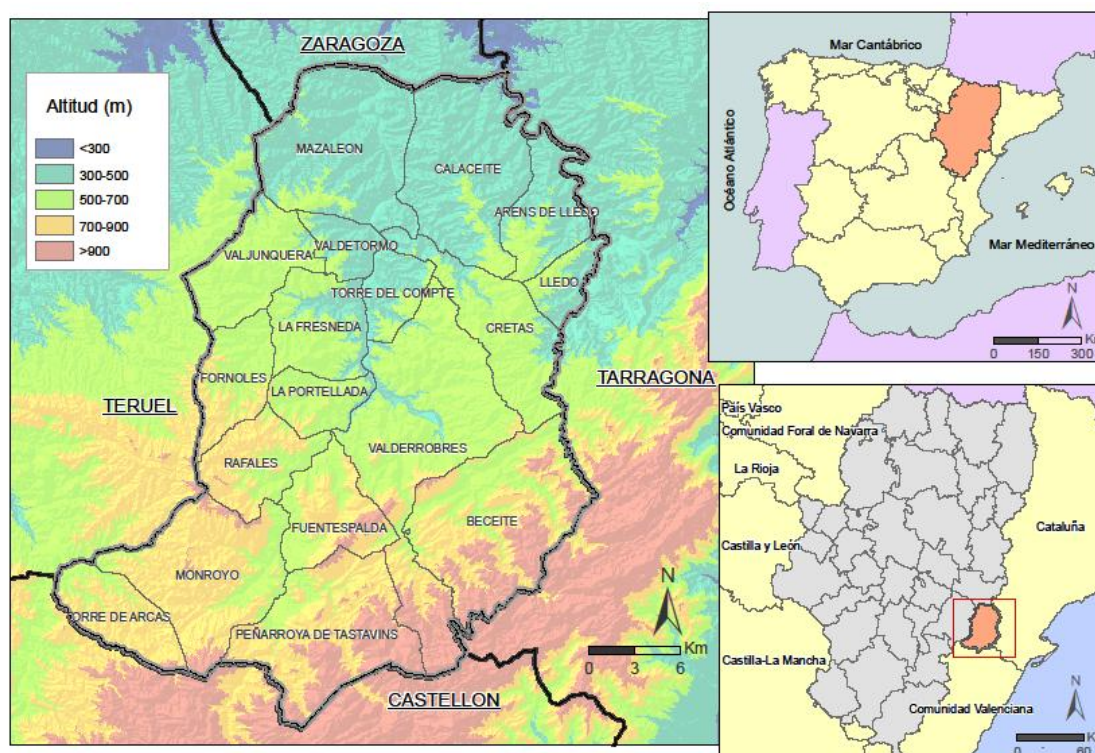 ZARAGOZA
Altitud (m)
<300
300-500
500-700
700-900
>900
MAZALEON
CALACEITE
ARENS DE LLEDO
VALDETORMO
VALJUNQUERA
LLEDO
TORRE DEL COMPTE
LA FRESNEDA
CRETAS
FORNOLES
TARRAGONA
LA PORTELLADA
TERUEL
VALDERROBRES
RAFALES
BECEITE
FUENTESPALDA
MONROYO
TORRE DE ARCAS
PEÑARROYA DE TASTAVINS
N
Km
0 3 6
CASTELLON
Mar Cantábrico
Océano Atlántico
Mar Mediterráneo
N
Km
0 150 300
País Vasco
Comunidad Foral de Navarra
La Rioja
Cataluña
Castilla y León
Castilla-La Mancha
Comunidad Valenciana
N
0 60